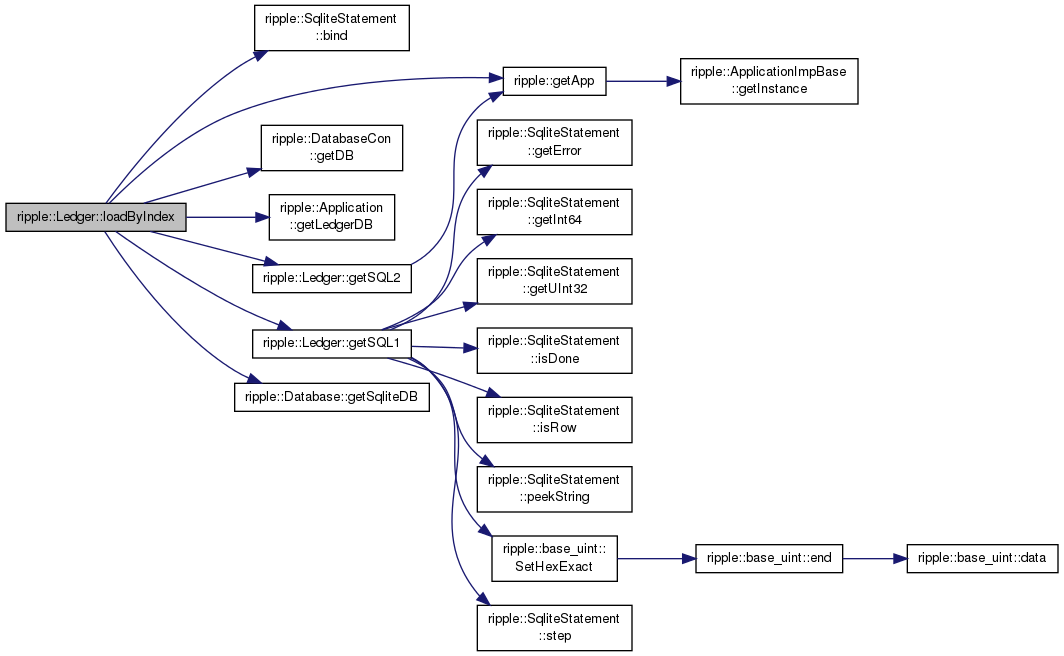 ripple::Ledger::loadByIndex
ripple::SqliteStatement
::bind
ripple::DatabaseCon
::getDB
ripple::Application
::getLedgerDB
ripple::Ledger::getSQL2
ripple::Ledger::getSQL1
ripple::Database::getSqliteDB
ripple::getApp
ripple::SqliteStatement
::getError
ripple::SqliteStatement
::getInt64
ripple::SqliteStatement
::getUInt32
ripple::SqliteStatement
::isDone
ripple::SqliteStatement
::isRow
ripple::SqliteStatement
::peekString
ripple::base_uint::
SetHexExact
ripple::SqliteStatement
::step
ripple::ApplicationImpBase
::getInstance
ripple::base_uint::end
ripple::base_uint::data